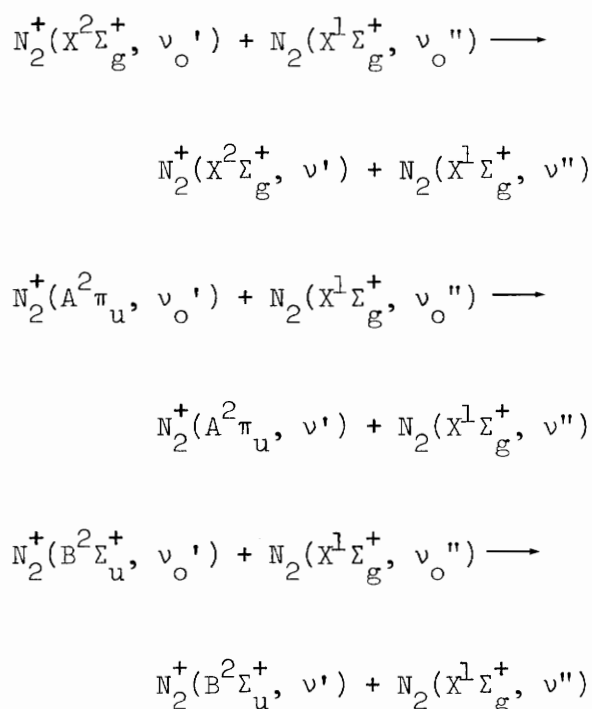 N₂⁺(X²Σg⁺, νo') + N₂(X¹Σg⁺, νo'') ⟶
N₂⁺(X²Σg⁺, ν') + N₂(X¹Σg⁺, ν'')
N₂⁺(A²πu, νo') + N₂(X¹Σg⁺, νo'') ⟶
N₂⁺(A²πu, ν') + N₂(X¹Σg⁺, ν'')
N₂⁺(B²Σu⁺, νo') + N₂(X¹Σg⁺, νo'') ⟶
N₂⁺(B²Σu⁺, ν') + N₂(X¹Σg⁺, ν'')